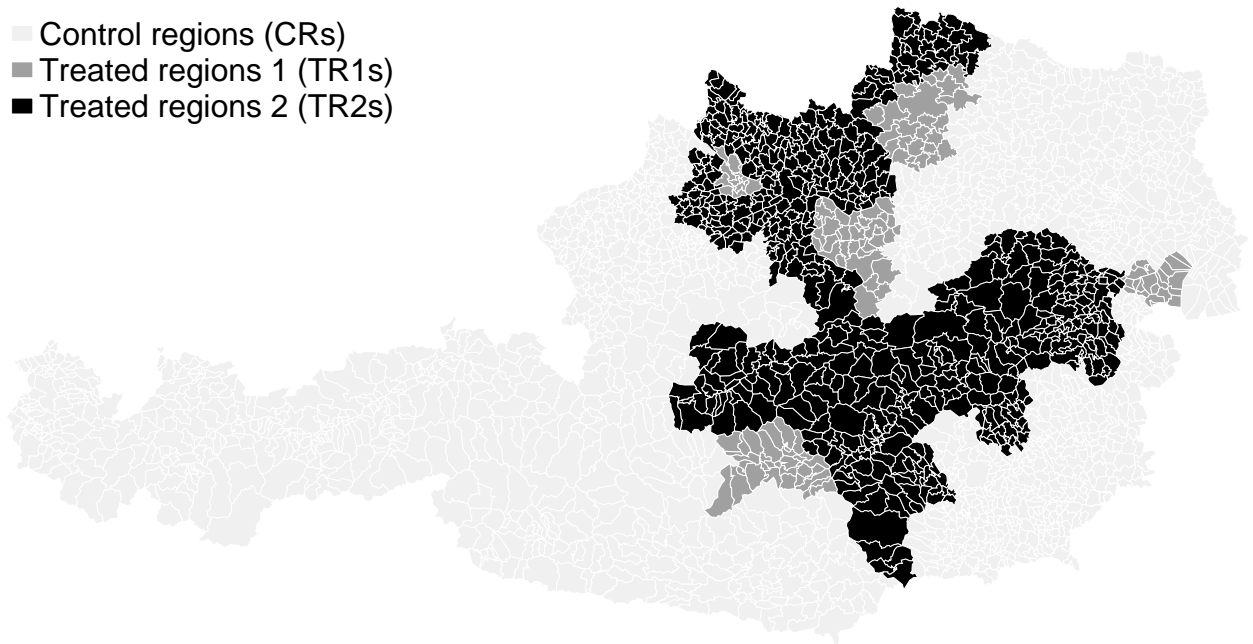 Control regions (CRs)
Treated regions 1 (TR1s)
Treated regions 2 (TR2s)